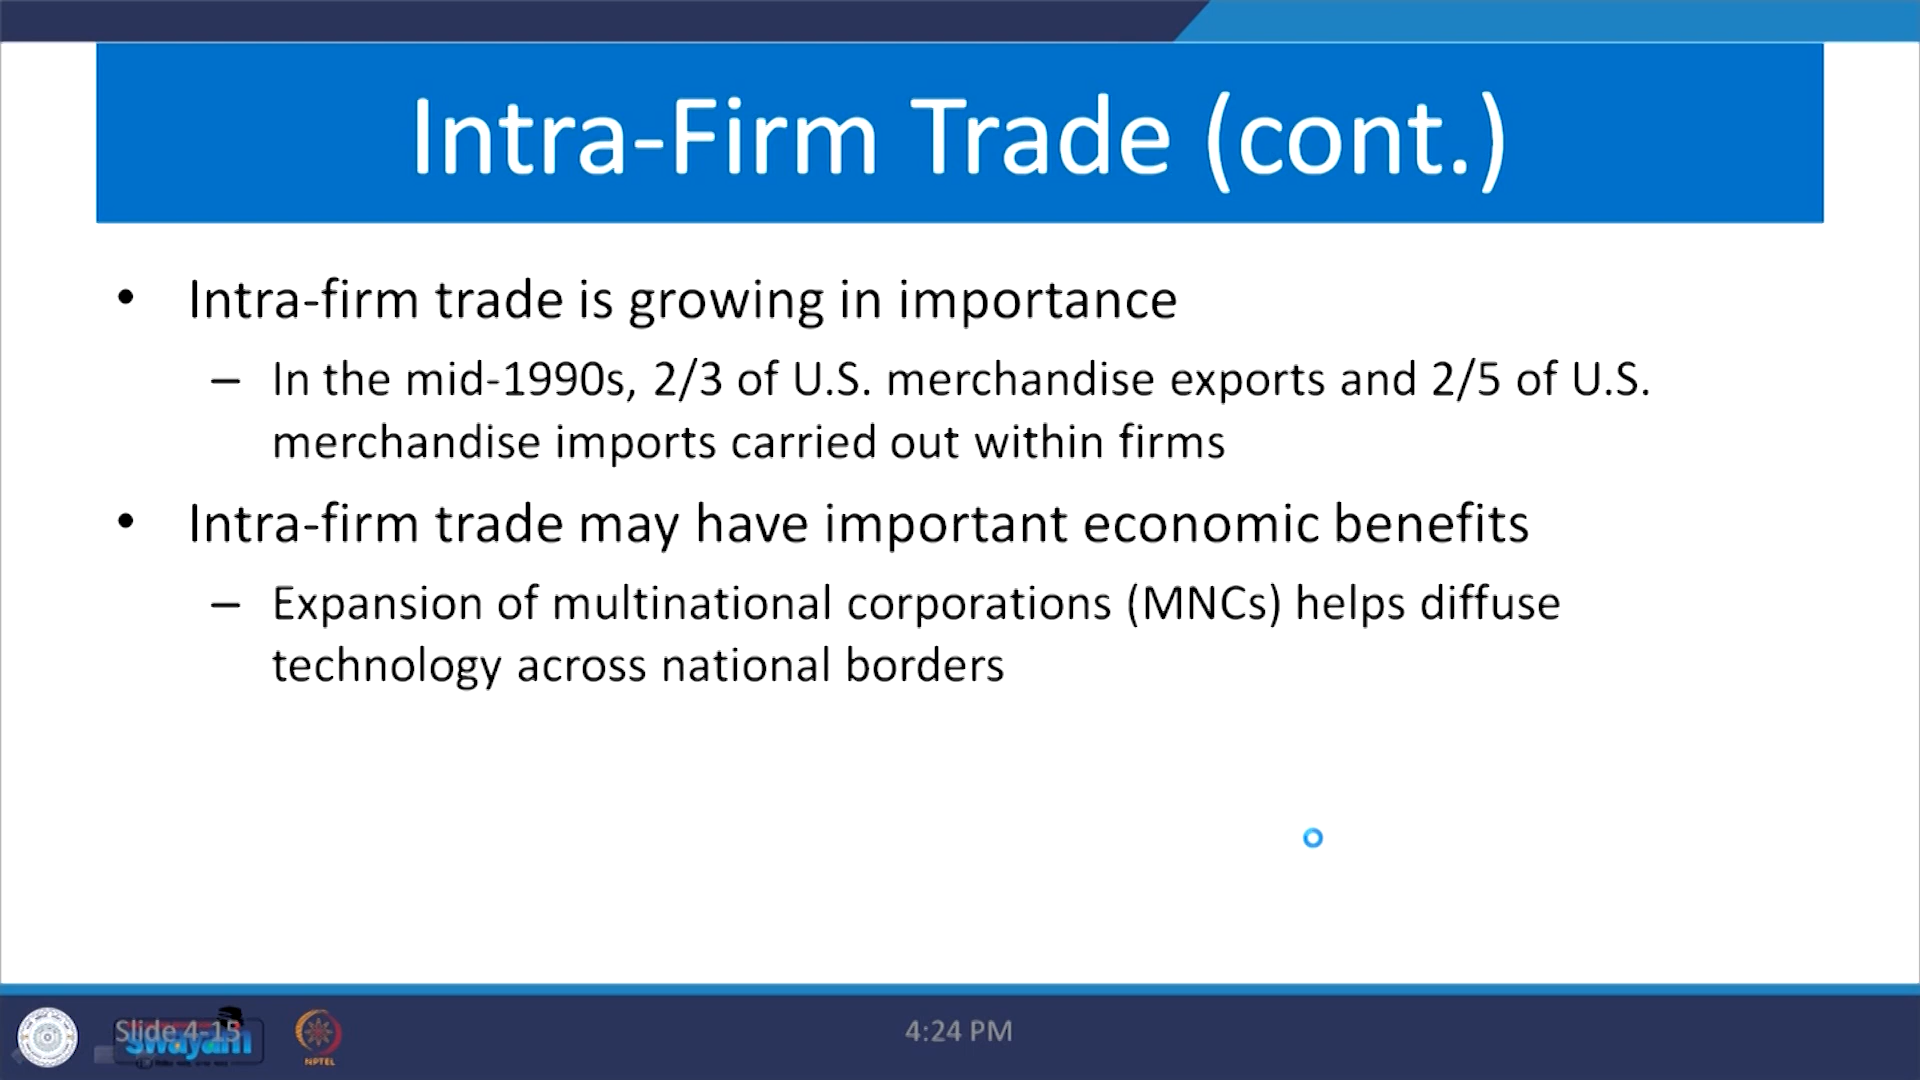 Intra-Firm Trade (cont.)
• Intra-firm trade is growing in importance
– In the mid-1990s, 2/3 of U.S. merchandise exports and 2/5 of U.S.
merchandise imports carried out within firms
• Intra-firm trade may have important economic benefits
– Expansion of multinational corporations (MNCs) helps diffuse
technology across national borders
Slide 4-15
swayam
NPTEL
4:24 PM